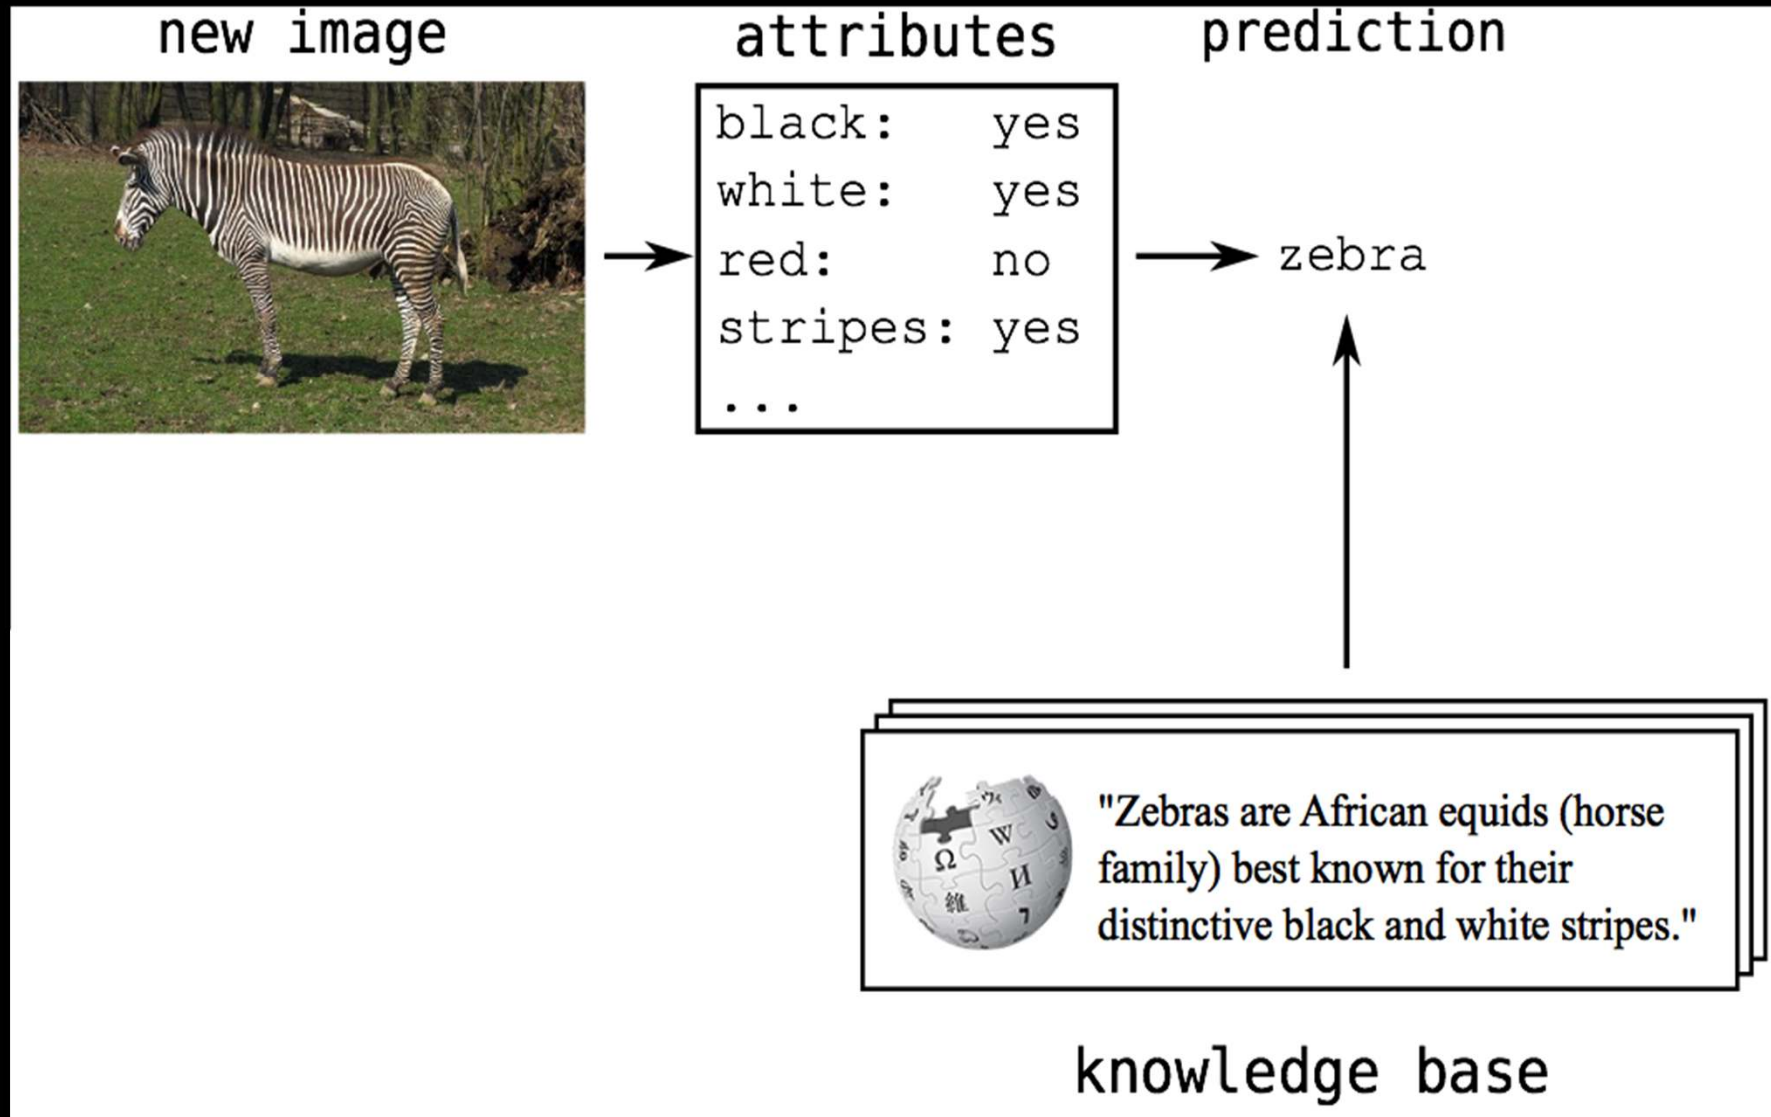 new image
attributes
prediction
black: yes
white: yes
red: no
stripes: yes
...
zebra
"Zebras are African equids (horse
family) best known for their
distinctive black and white stripes."
Ω W И
維
knowledge base